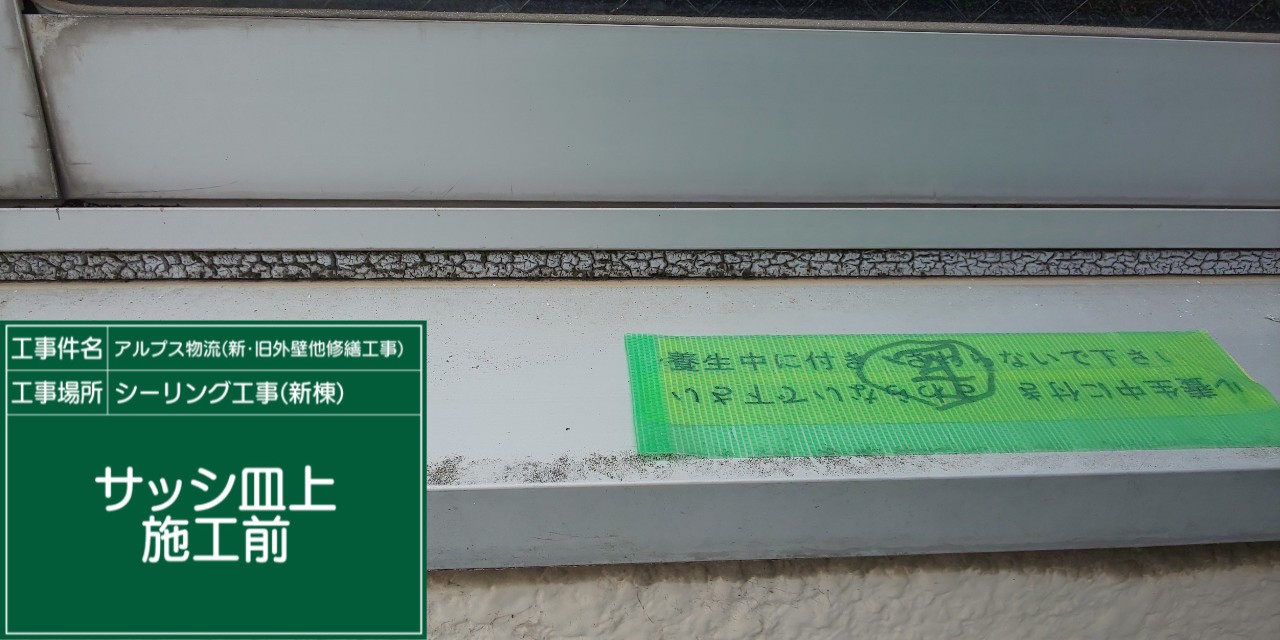 工事件名 アルプス物流(新・旧外壁他修繕工事)
工事場所 シーリング工事(新棟)
サッシ皿上
施工前
養生中に付き
ないで下さい